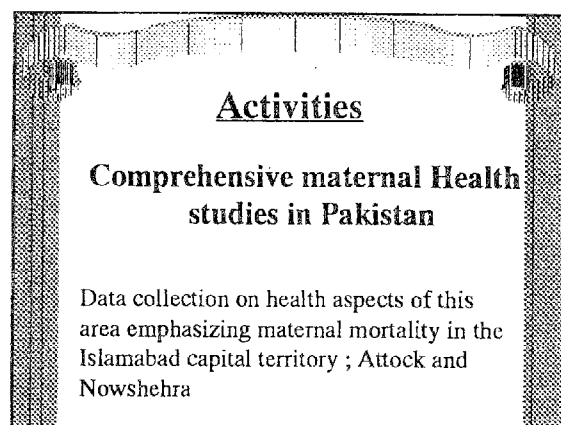 Activities
Comprehensive maternal Health
studies in Pakistan
Data collection on health aspects of this
area emphasizing maternal mortality in the
Islamabad capital territory ; Attock and
Nowshehra